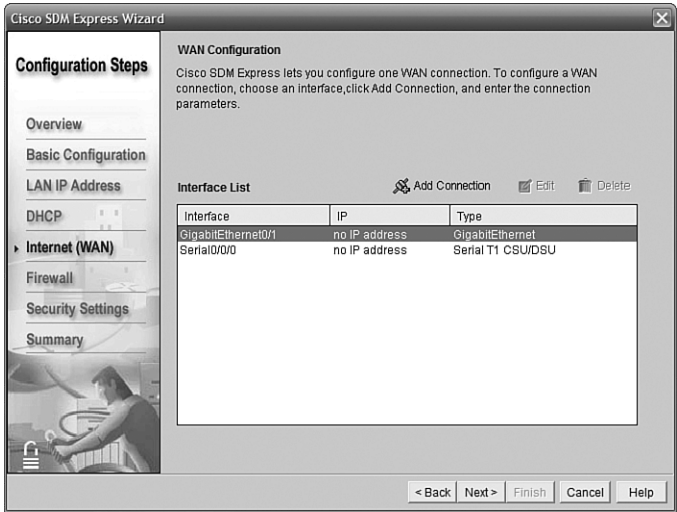 Cisco SDM Express Wizard
Configuration Steps
Overview
Basic Configuration
LAN IP Address
DHCP
Internet (WAN)
Firewall
Security Settings
Summary
WAN Configuration
Cisco SDM Express lets you configure one WAN connection. To configure a WAN
connection, choose an interface,click Add Connection, and enter the connection
parameters.
Interface List Add Connection Edit Delete
Interface IP Type
GigabitEthernet0/1 no IP address GigabitEthernet
Serial0/0/0 no IP address Serial T1 CSU/DSU
< Back Next > Finish Cancel Help